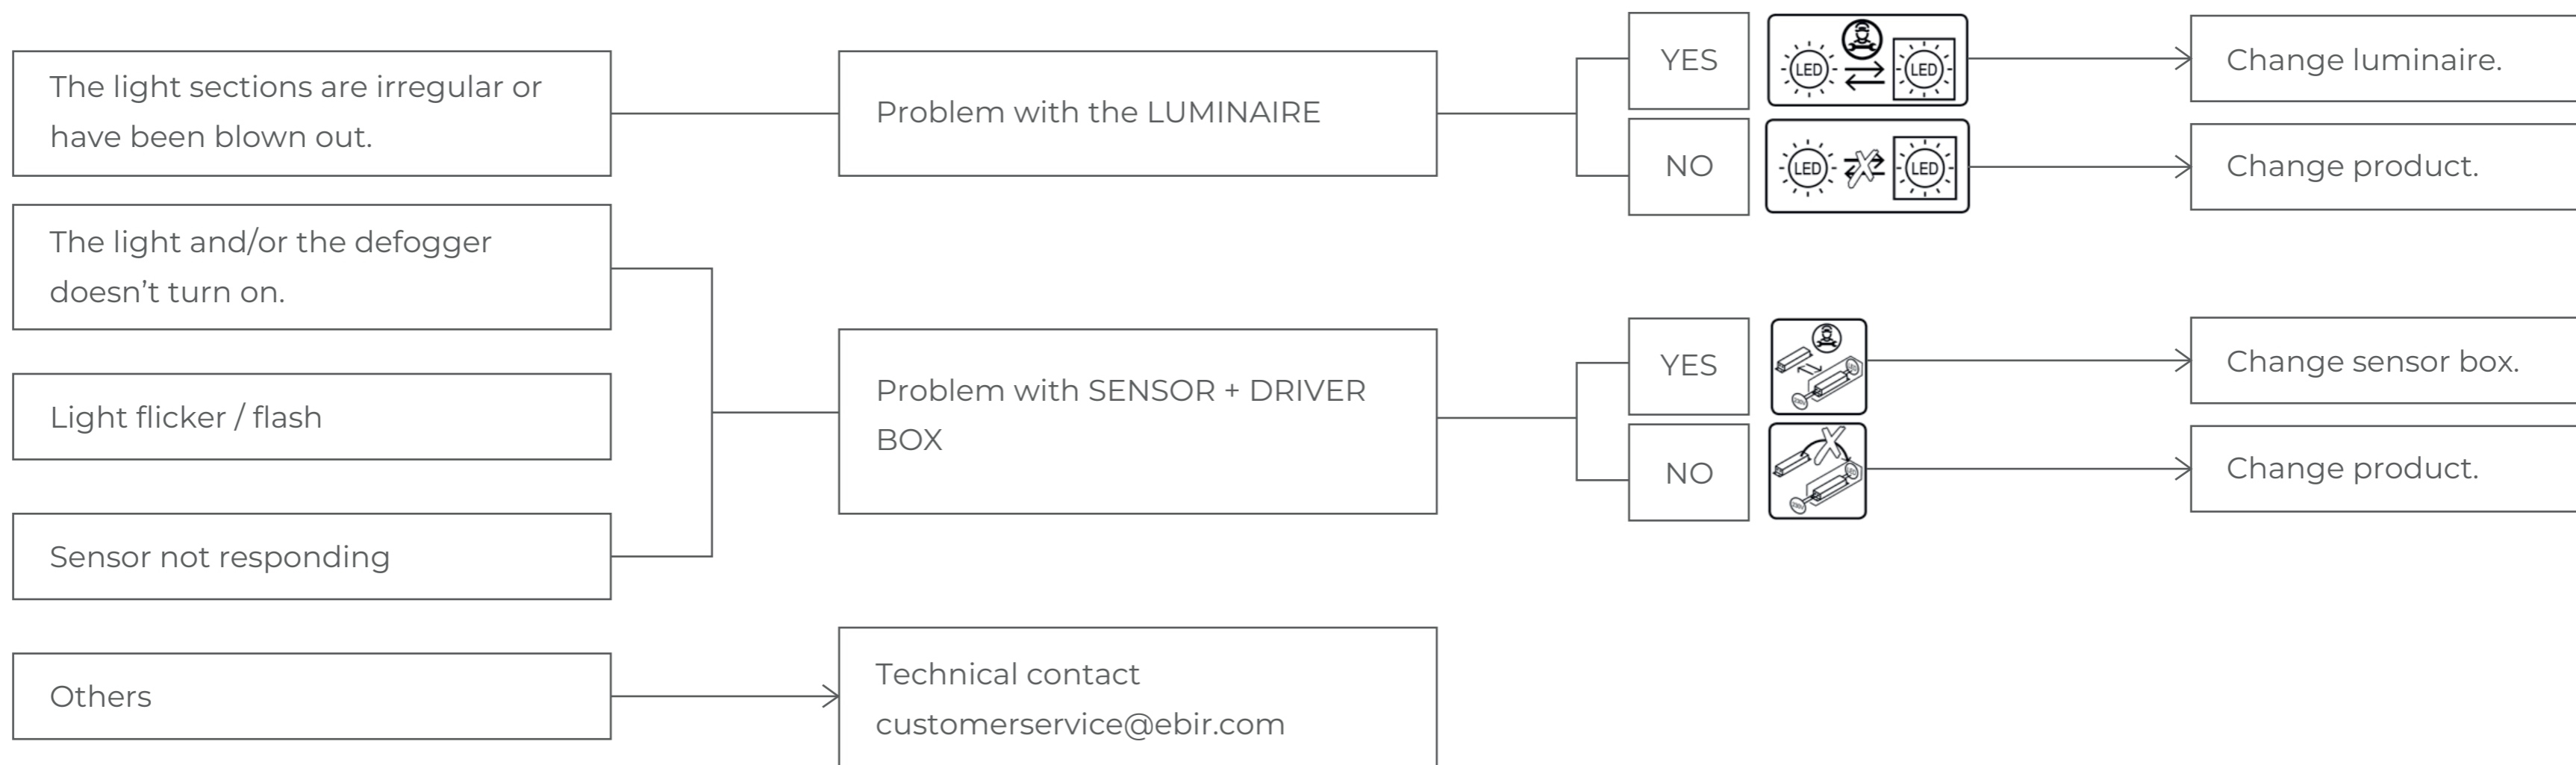 The light sections are irregular or
have been blown out.
Problem with the LUMINAIRE
YES
LED
LED
Change luminaire.
NO
LED
LED
Change product.
The light and/or the defogger
doesn't turn on.
Light flicker / flash
Sensor not responding
Problem with SENSOR + DRIVER
BOX
YES
Change sensor box.
NO
Change product.
Others
Technical contact
customerservice@ebir.com